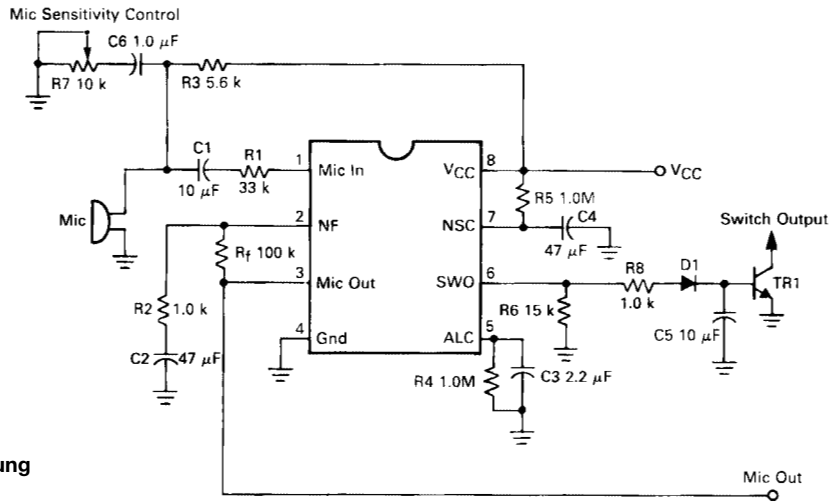 Mic Sensitivity Control
C6 1.0 µF
R7 10 k
R3 5.6 k
C1
10 µF
R1
33 k
1
Mic In
VCC
8
VCC
R5 1.0M
Mic
2
NF
NSC
7
C4
47 µF
Switch Output
Rf 100 k
3
Mic Out
SWO
6
R8
1.0 k
D1
TR1
R2
1.0 k
R6 15 k
C5 10 µF
4
Gnd
ALC
5
C2
47 µF
R4 1.0M
C3 2.2 µF
ung
Mic Out